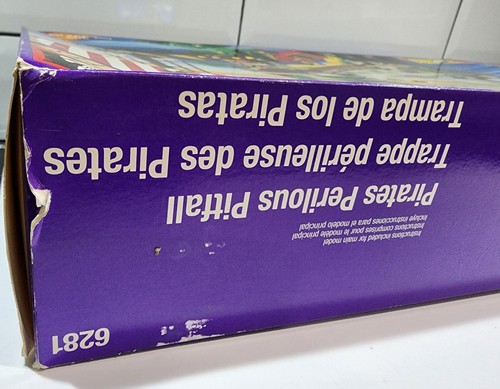 6281
Instructions included for main model
Instructions comprises pour le modèle principal
Incluye instrucciones para el modelo principal
Pirates Perilous Pitfall
Trappe périlleuse des Pirates
Trampa de los Piratas